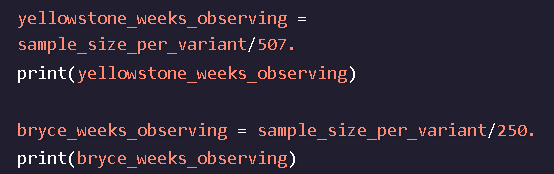 yellowstone_weeks_observing =
sample_size_per_variant/507.
print(yellowstone_weeks_observing)
bryce_weeks_observing = sample_size_per_variant/250.
print(bryce_weeks_observing)